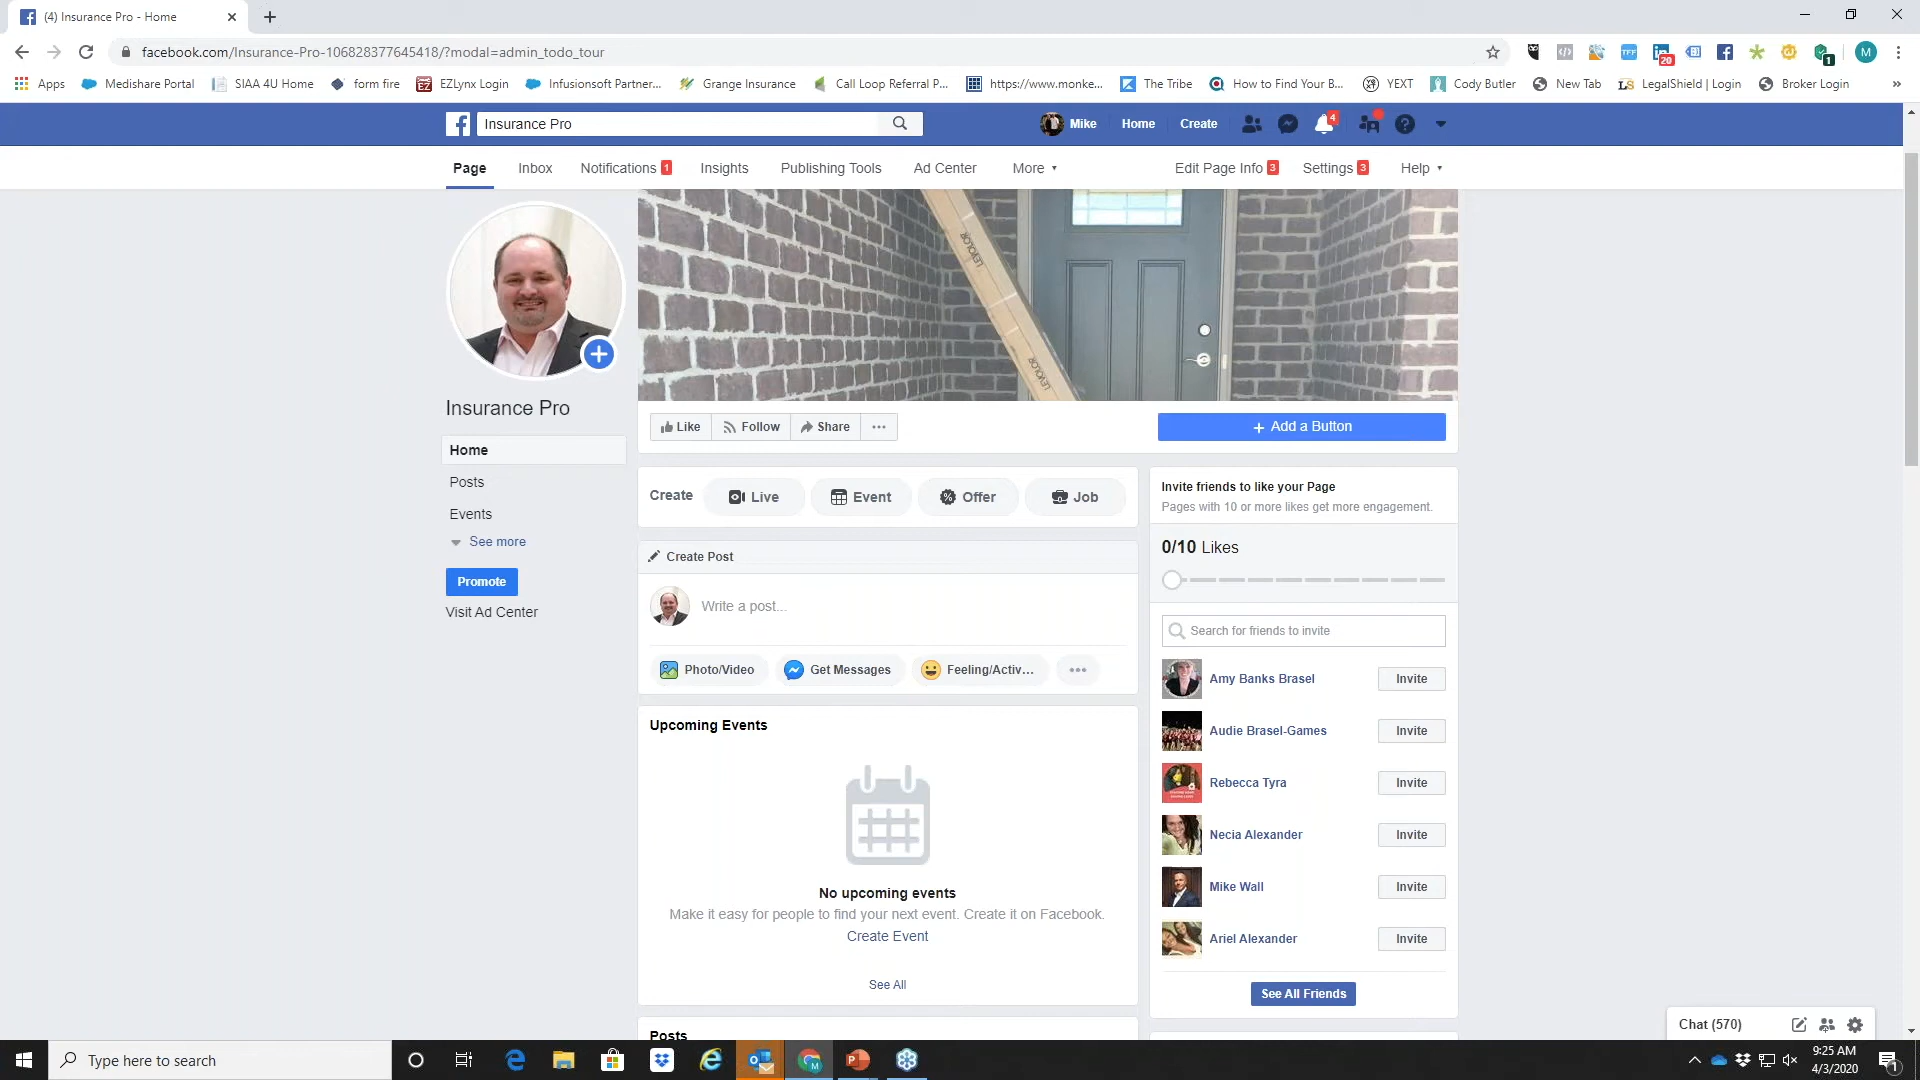 (4) Insurance Pro - Home
facebook.com/Insurance-Pro-106828377645418/?modal=admin_todo_tour
TFF
20
1
M
Apps
Medishare Portal
SIAA 4U Home
form fire
EZ
EZLynx Login
Infusionsoft Partner...
Grange Insurance
Call Loop Referral P...
https://www.monke...
The Tribe
How to Find Your B...
YEXT
Cody Butler
New Tab
LS
LegalShield | Login
Broker Login
»
Insurance Pro
Mike
Home
Create
4
Page
Inbox
Notifications 1
Insights
Publishing Tools
Ad Center
More
Edit Page Info 3
Settings 3
Help
LEVOLOR
LEVOLOR
Insurance Pro
Home
Posts
Events
See more
Promote
Visit Ad Center
Like
Follow
Share
...
+ Add a Button
Create
Live
Event
Offer
Job
Create Post
Write a post...
Photo/Video
Get Messages
Feeling/Activ...
...
Upcoming Events
No upcoming events
Make it easy for people to find your next event. Create it on Facebook.
Create Event
See All
Posts
Invite friends to like your Page
Pages with 10 or more likes get more engagement.
0/10 Likes
Search for friends to invite
Amy Banks Brasel
Invite
Audie Brasel-Games
Invite
Rebecca Tyra
Invite
Necia Alexander
Invite
Mike Wall
Invite
Ariel Alexander
Invite
See All Friends
Chat (570)
Type here to search
9:25 AM
4/3/2020
1